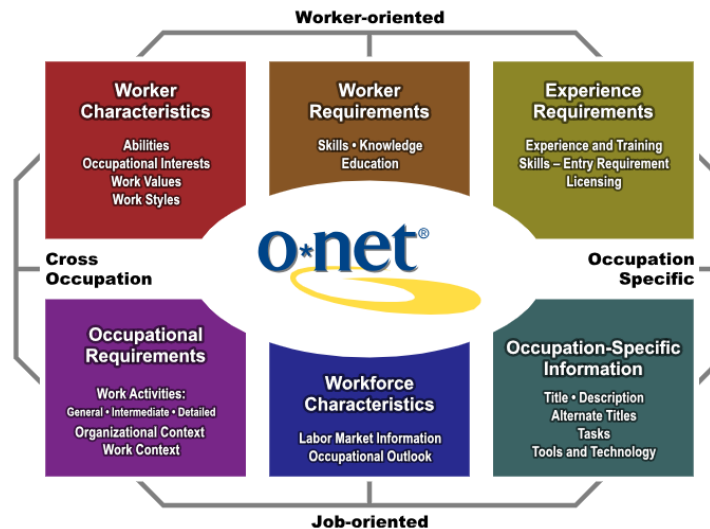 Worker-oriented
Worker
Characteristics
Abilities
Occupational Interests
Work Values
Work Styles
Worker
Requirements
Skills • Knowledge
Education
Experience
Requirements
Experience and Training
Skills – Entry Requirement
Licensing
Cross
Occupation
o*net®
Occupation
Specific
Occupational
Requirements
Work Activities:
General • Intermediate • Detailed
Organizational Context
Work Context
Workforce
Characteristics
Labor Market Information
Occupational Outlook
Occupation-Specific
Information
Title • Description
Alternate Titles
Tasks
Tools and Technology
Job-oriented